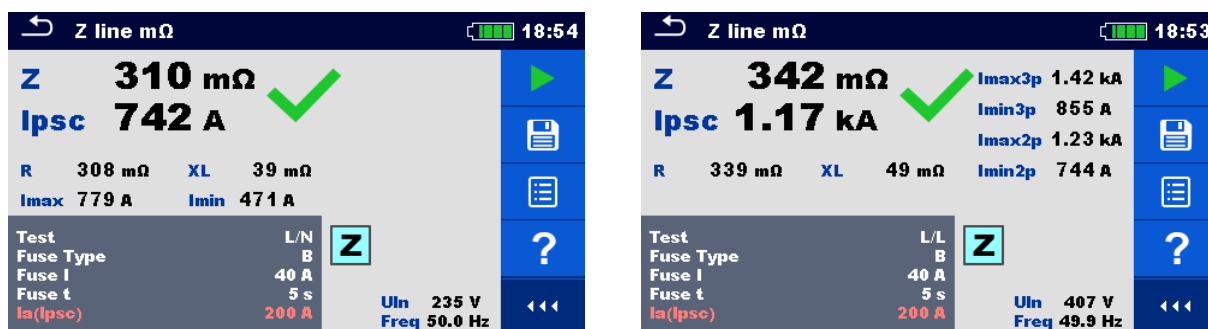 Z line mΩ 18:54
Z 310 mΩ
Ipsc 742 A
R 308 mΩ XL 39 mΩ
Imax 779 A Imin 471 A
Test L/N
Fuse Type B
Fuse I 40 A
Fuse t 5 s
Ia(Ipsc) 200 A
Z
Uln 235 V
Freq 50.0 Hz
?
Z line mΩ 18:53
Z 342 mΩ
Ipsc 1.17 kA
Imax3p 1.42 kA
Imin3p 855 A
Imax2p 1.23 kA
Imin2p 744 A
R 339 mΩ XL 49 mΩ
Test L/L
Fuse Type B
Fuse I 40 A
Fuse t 5 s
Ia(Ipsc) 200 A
Z
Uln 407 V
Freq 49.9 Hz
?